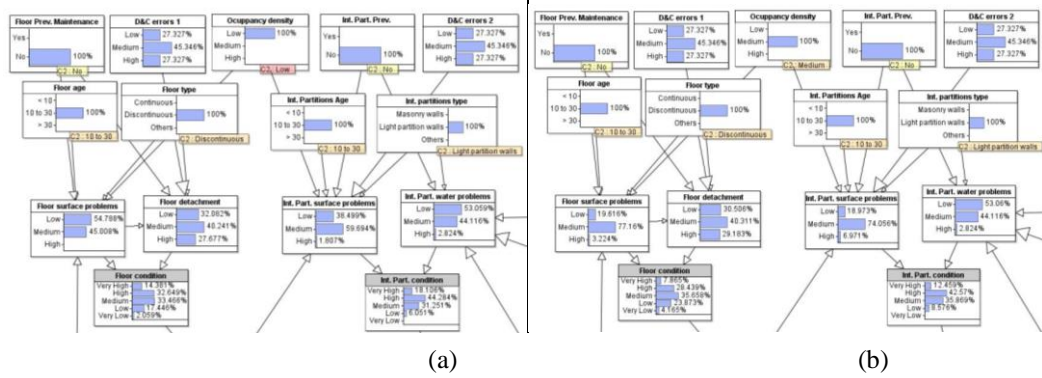 Floor Prev. Maintenance
Yes
No 100%
C2 : No
D&C errors 1
Low 27.327%
Medium 45.346%
High 27.327%
Ocuppancy density
Low 100%
Medium
High
C2, Low
Int. Part. Prev.
Yes
No 100%
C2 : No
D&C errors 2
Low 27.327%
Medium 45.346%
High 27.327%
Floor age
< 10
10 to 30 100%
> 30
C2 : 10 to 30
Floor type
Continuous
Discontinuous 100%
Others
C2 : Discontinuous
Int. Partitions Age
< 10
10 to 30 100%
> 30
C2 : 10 to 30
Int. partitions type
Masonry walls
Light partition walls 100%
Others
C2 : Light partition walls
Floor surface problems
Low 54.788%
Medium 45.008%
High
Floor detachment
Low 32.082%
Medium 40.241%
High 27.677%
Int. Part. surface problems
Low 38.499%
Medium 59.694%
High 1.807%
Int. Part. water problems
Low 53.059%
Medium 44.116%
High 2.824%
Floor condition
Very High 14.381%
High 32.649%
Medium 33.466%
Low 17.446%
Very Low 2.059%
Int. Part. condition
Very High 18.106%
High 44.284%
Medium 31.251%
Low 6.051%
Very Low
(a)
Floor Prev. Maintenance
Yes
No 100%
C2 : No
D&C errors 1
Low 27.327%
Medium 45.346%
High 27.327%
Ocuppancy density
Low
Medium 100%
High
C2, Medium
Int. Part. Prev.
Yes
No 100%
C2 : No
D&C errors 2
Low 27.327%
Medium 45.346%
High 27.327%
Floor age
< 10
10 to 30 100%
> 30
C2 : 10 to 30
Floor type
Continuous
Discontinuous 100%
Others
C2 : Discontinuous
Int. Partitions Age
< 10
10 to 30 100%
> 30
C2 : 10 to 30
Int. partitions type
Masonry walls
Light partition walls 100%
Others
C2 : Light partition walls
Floor surface problems
Low 19.616%
Medium 77.16%
High 3.224%
Floor detachment
Low 30.506%
Medium 40.311%
High 29.183%
Int. Part. surface problems
Low 18.973%
Medium 74.056%
High 6.971%
Int. Part. water problems
Low 53.06%
Medium 44.116%
High 2.824%
Floor condition
Very High 7.865%
High 28.439%
Medium 35.658%
Low 23.873%
Very Low 4.165%
Int. Part. condition
Very High 12.459%
High 42.57%
Medium 35.869%
Low 8.576%
Very Low
(b)